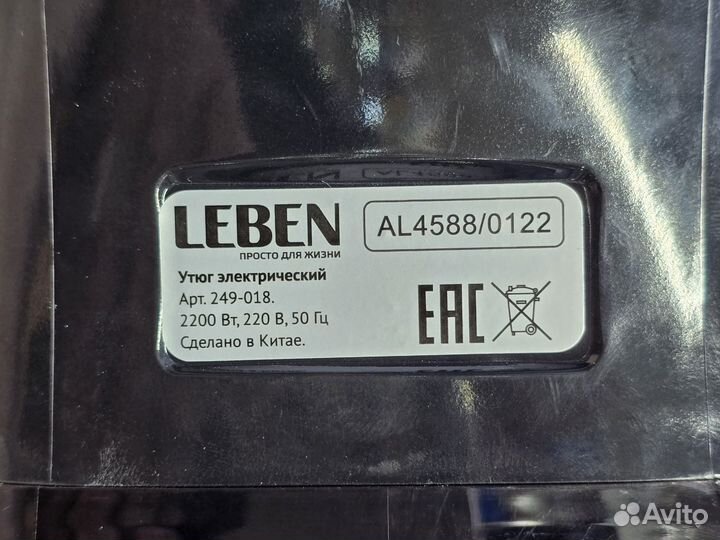 LEBEN
просто для жизни
AL4588/0122
Утюг электрический
Арт. 249-018.
2200 Вт, 220 В, 50 Гц
Сделано в Китае.
EAC
Avito